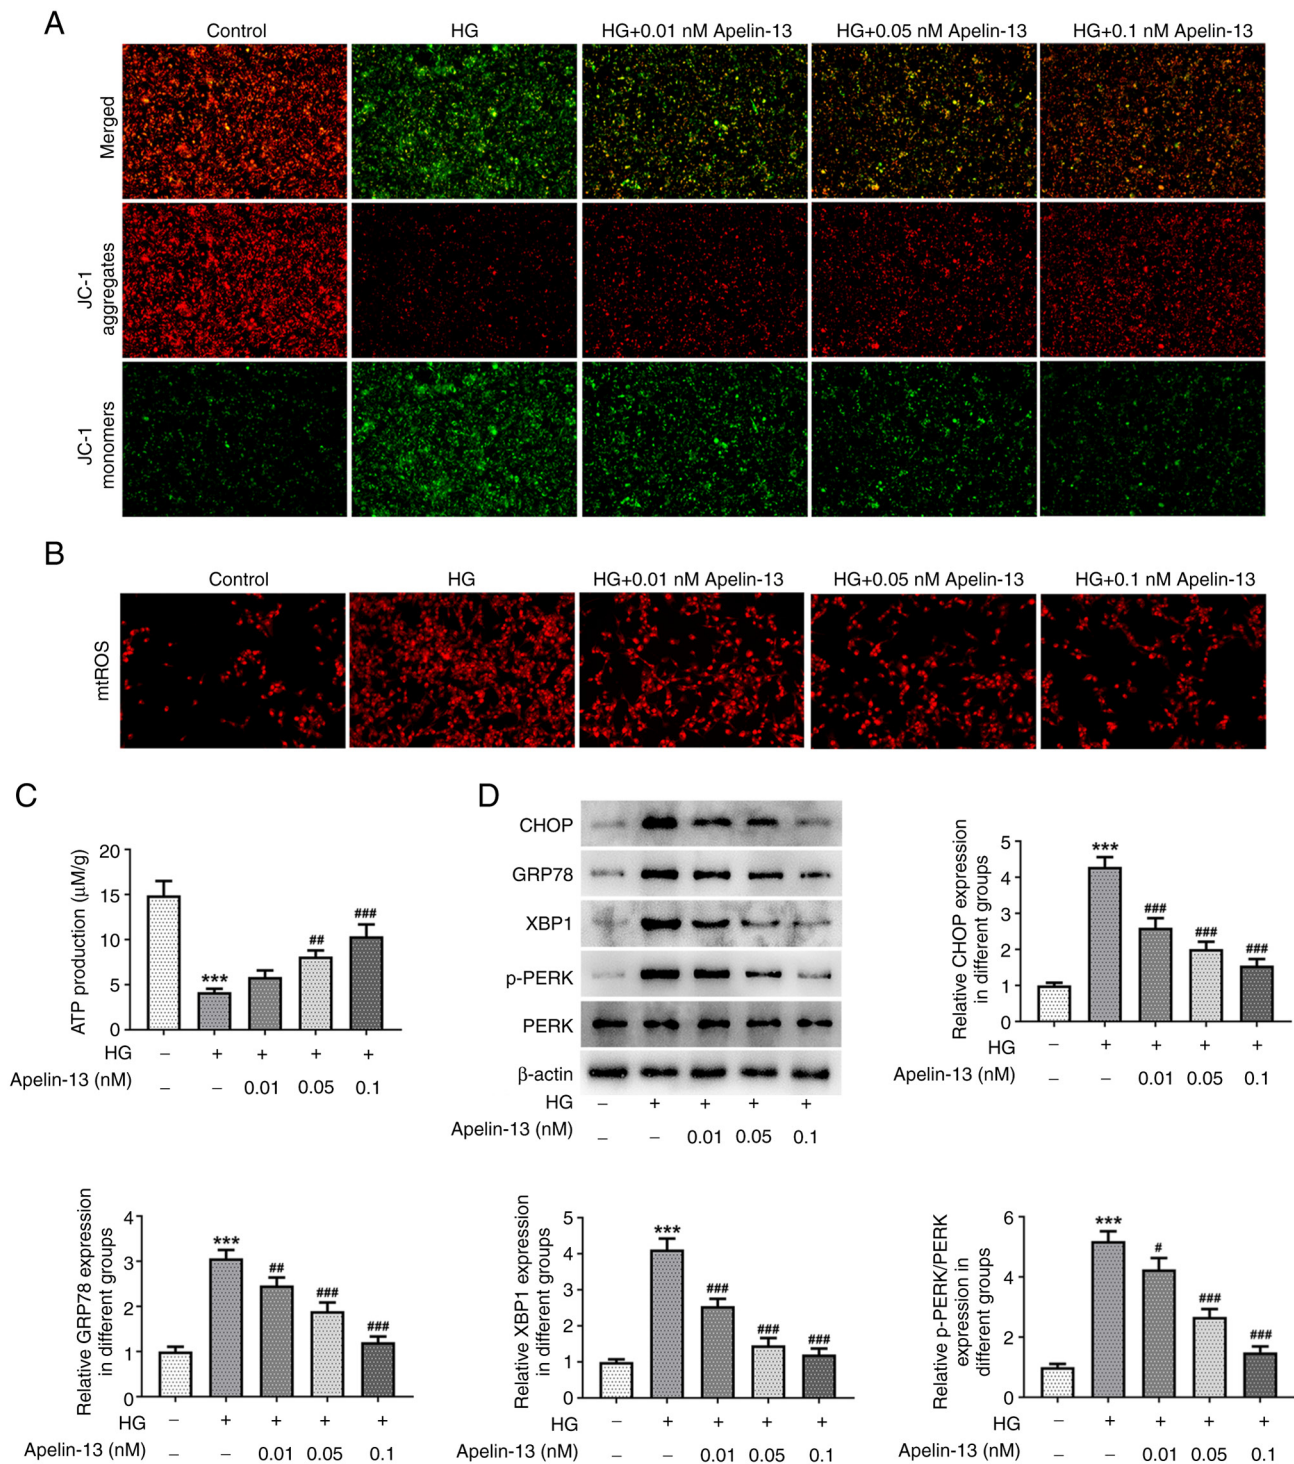 A
Control
HG
HG+0.01 nM Apelin-13
HG+0.05 nM Apelin-13
HG+0.1 nM Apelin-13
Merged
JC-1
aggregates
JC-1
monomers
B
Control
HG
HG+0.01 nM Apelin-13
HG+0.05 nM Apelin-13
HG+0.1 nM Apelin-13
mtROS
C
ATP production (μM/g)
20
15
10
5
0
***
##
###
HG – + + + +
Apelin-13 (nM) – – 0.01 0.05 0.1
D
CHOP
GRP78
XBP1
p-PERK
PERK
β-actin
HG – + + + +
Apelin-13 (nM) – – 0.01 0.05 0.1
Relative CHOP expression
in different groups
5
4
3
2
1
0
***
###
###
###
HG – + + + +
Apelin-13 (nM) – – 0.01 0.05 0.1
Relative GRP78 expression
in different groups
4
3
2
1
0
***
##
###
###
HG – + + + +
Apelin-13 (nM) – – 0.01 0.05 0.1
Relative XBP1 expression
in different groups
5
4
3
2
1
0
***
###
###
###
HG – + + + +
Apelin-13 (nM) – – 0.01 0.05 0.1
Relative p-PERK/PERK
expression in
different groups
6
4
2
0
***
#
###
###
HG – + + + +
Apelin-13 (nM) – – 0.01 0.05 0.1